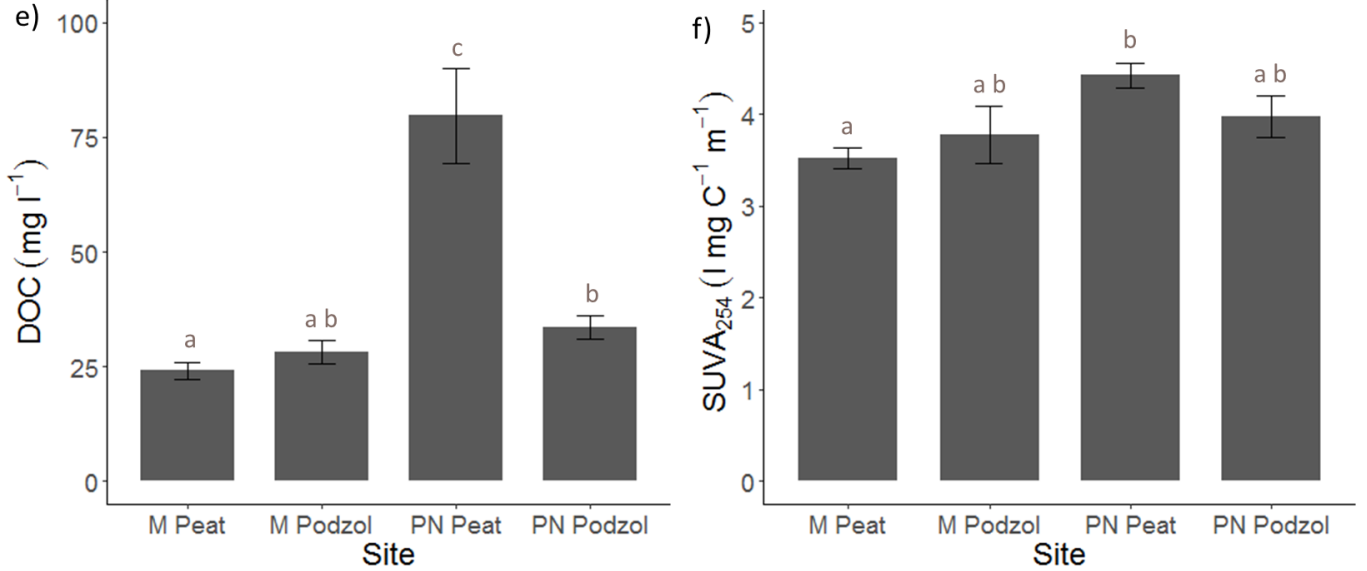 e)
DOC (mg l⁻¹)
100
75
50
25
0
a
a b
c
b
M Peat
M Podzol
PN Peat
PN Podzol
Site
f)
SUVA₂₅₄ (l mg C⁻¹ m⁻¹)
5
4
3
2
1
0
a
a b
b
a b
M Peat
M Podzol
PN Peat
PN Podzol
Site